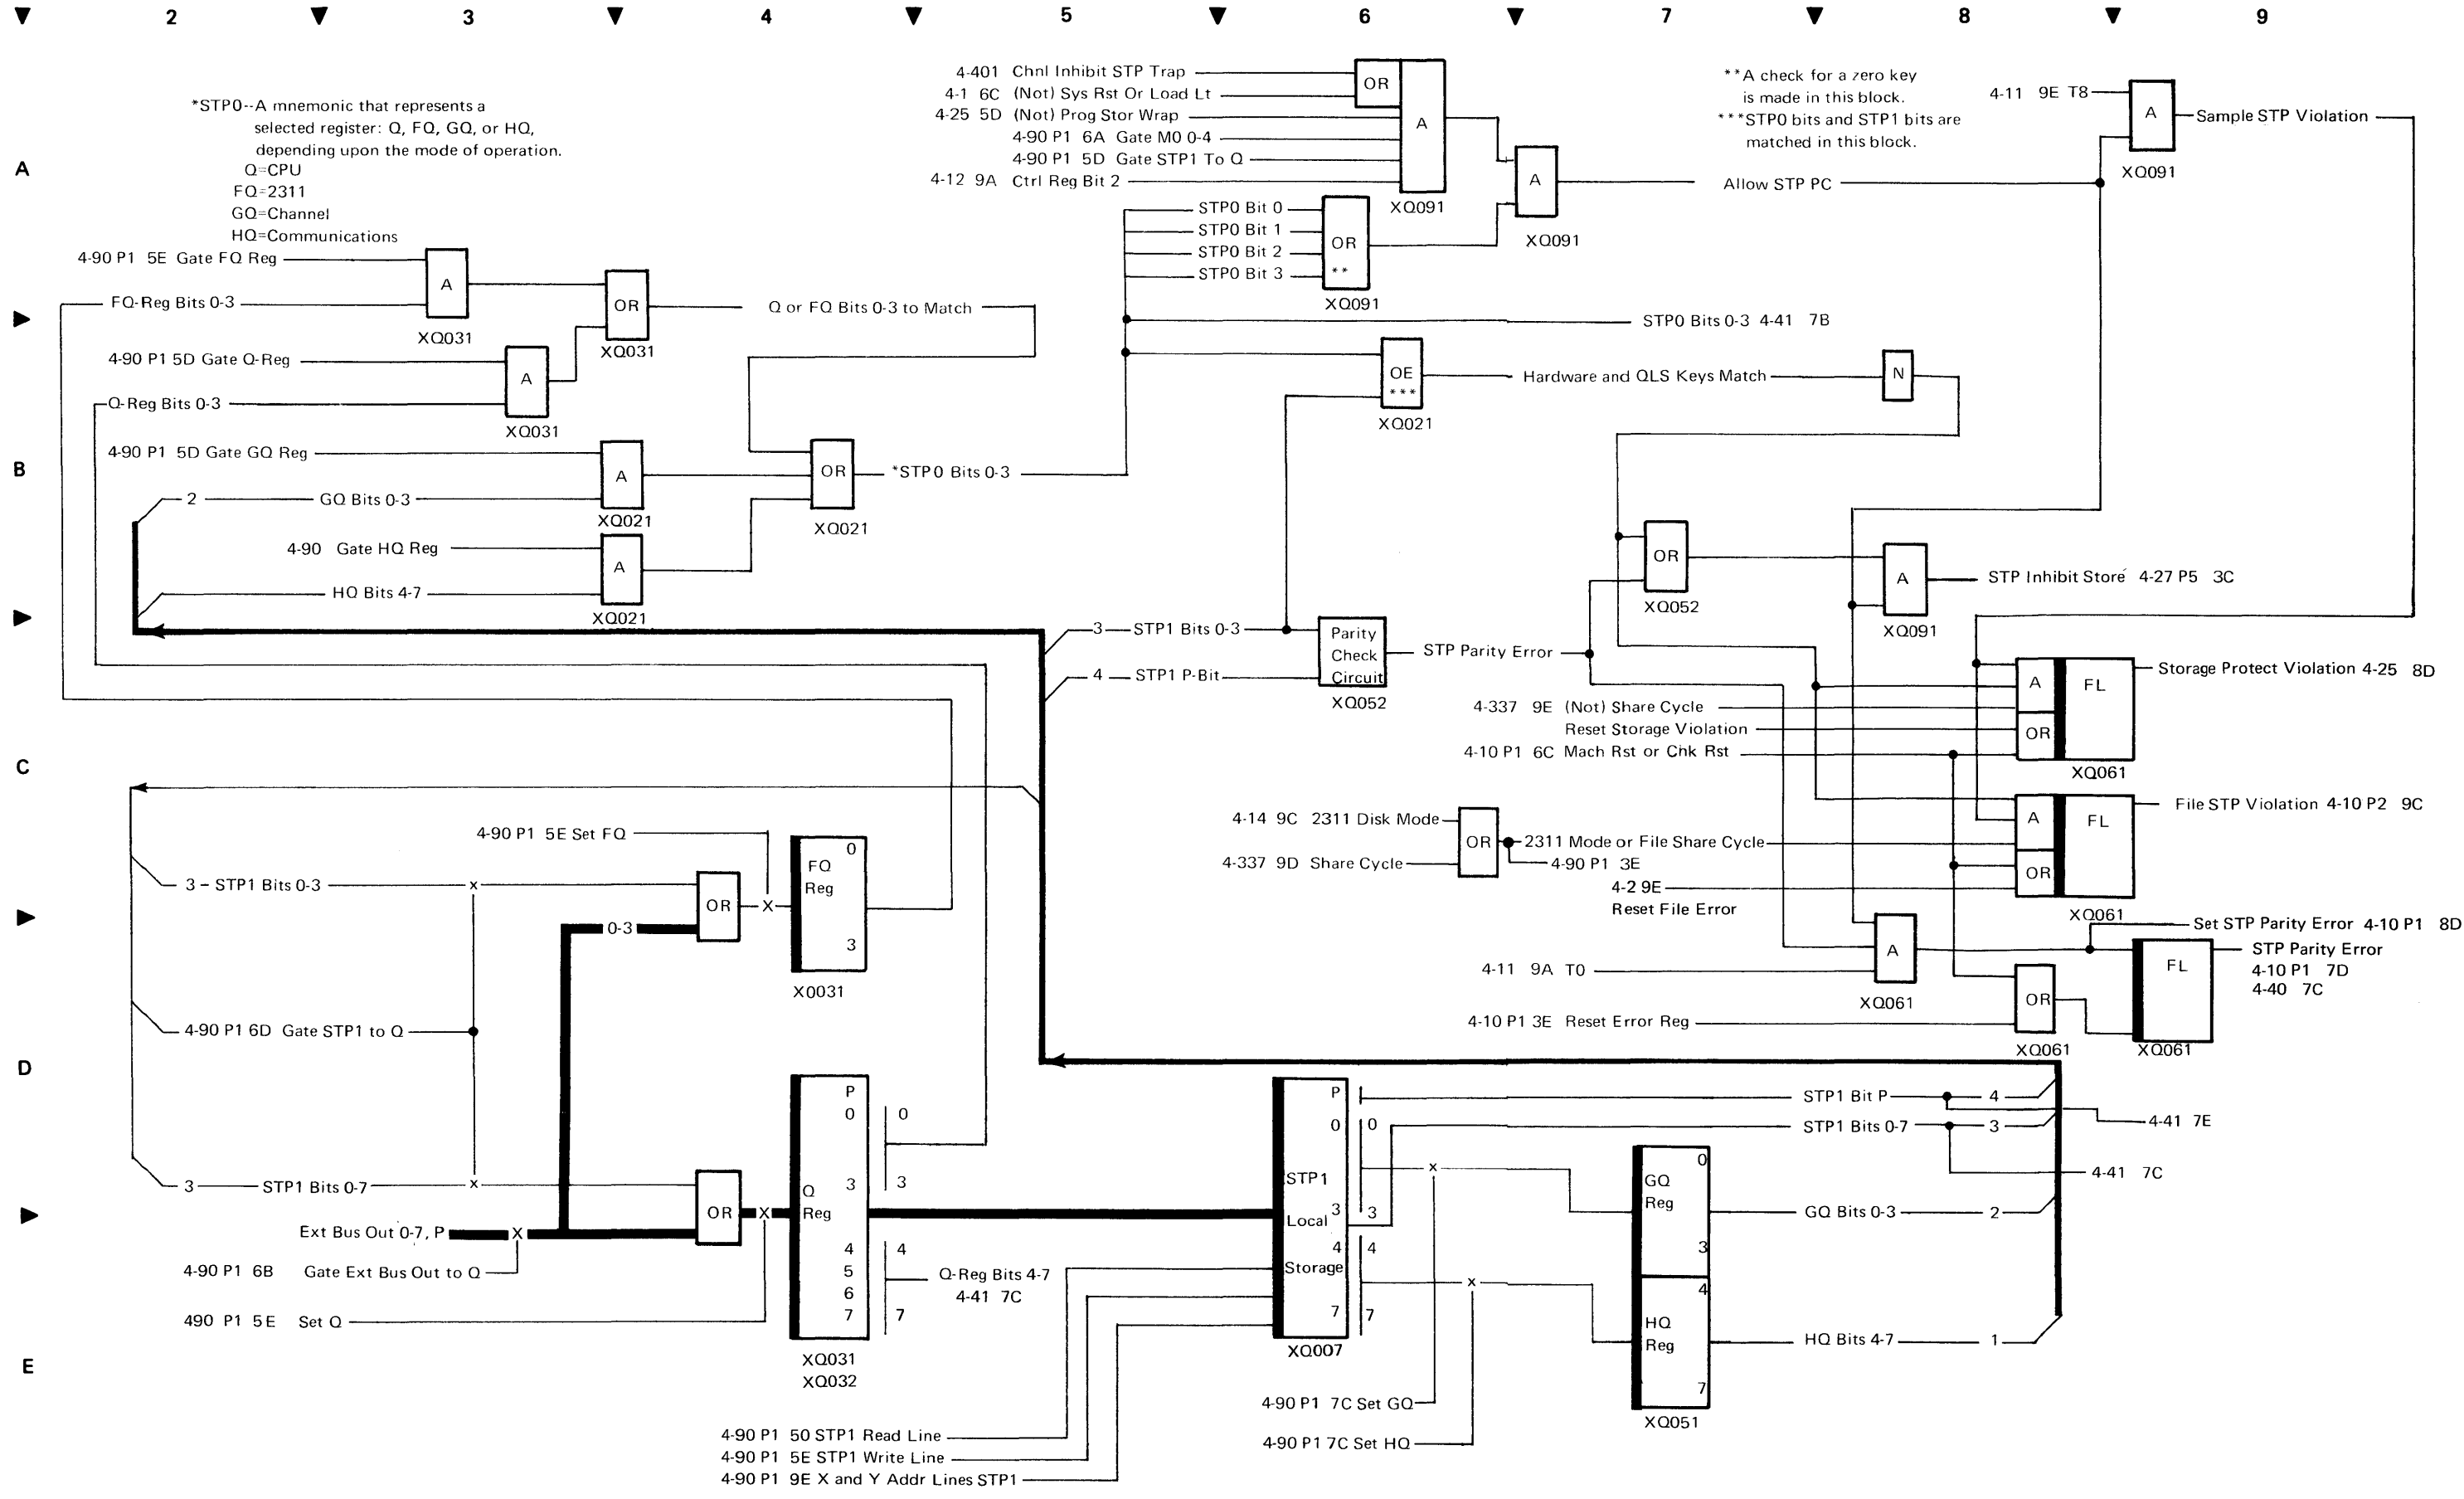 2 3 4 5 6 7 8 9
A
B
C
D
E
*STP0--A mnemonic that represents a
selected register: Q, FQ, GQ, or HQ,
depending upon the mode of operation.
Q=CPU
FQ=2311
GQ=Channel
HQ=Communications
4-90 P1 5E Gate FQ Reg
FQ-Reg Bits 0-3
A
XQ031
OR
XQ031
Q or FQ Bits 0-3 to Match
4-90 P1 5D Gate Q-Reg
Q-Reg Bits 0-3
A
XQ031
4-90 P1 5D Gate GQ Reg
2 GQ Bits 0-3
A
XQ021
4-90 Gate HQ Reg
HQ Bits 4-7
A
XQ021
OR
XQ021
*STP0 Bits 0-3
4-401 Chnl Inhibit STP Trap
4-1 6C (Not) Sys Rst Or Load Lt
4-25 5D (Not) Prog Stor Wrap
4-90 P1 6A Gate M0 0-4
4-90 P1 5D Gate STP1 To Q
4-12 9A Ctrl Reg Bit 2
OR
A
XQ091
STP0 Bit 0
STP0 Bit 1
STP0 Bit 2
STP0 Bit 3
OR
**
XQ091
A
XQ091
Allow STP PC
**A check for a zero key
is made in this block.
***STP0 bits and STP1 bits are
matched in this block.
4-11 9E T8
A
XQ091
Sample STP Violation
STP0 Bits 0-3 4-41 7B
OE
***
XQ021
Hardware and QLS Keys Match
N
OR
XQ052
A
XQ091
STP Inhibit Store 4-27 P5 3C
3 STP1 Bits 0-3
4 STP1 P-Bit
Parity
Check
Circuit
XQ052
STP Parity Error
4-337 9E (Not) Share Cycle
Reset Storage Violation
4-10 P1 6C Mach Rst or Chk Rst
A
OR
FL
XQ061
Storage Protect Violation 4-25 8D
4-14 9C 2311 Disk Mode
4-337 9D Share Cycle
OR
2311 Mode or File Share Cycle
4-90 P1 3E
4-2 9E
Reset File Error
A
OR
FL
XQ061
File STP Violation 4-10 P2 9C
4-11 9A T0
A
XQ061
4-10 P1 3E Reset Error Reg
OR
XQ061
FL
XQ061
Set STP Parity Error 4-10 P1 8D
STP Parity Error
4-10 P1 7D
4-40 7C
4-90 P1 5E Set FQ
3 – STP1 Bits 0-3
x
0-3
OR
X
FQ
Reg
0
3
X0031
4-90 P1 6D Gate STP1 to Q
3 STP1 Bits 0-7
x
Ext Bus Out 0-7, P
X
4-90 P1 6B Gate Ext Bus Out to Q
490 P1 5E Set Q
OR
X
Q
Reg
P
0
3
4
5
6
7
0
3
4
7
XQ031
XQ032
Q-Reg Bits 4-7
4-41 7C
4-90 P1 50 STP1 Read Line
4-90 P1 5E STP1 Write Line
4-90 P1 9E X and Y Addr Lines STP1
STP1
Local
Storage
P
0
3
4
7
0
3
4
7
XQ007
x
x
4-90 P1 7C Set GQ
4-90 P1 7C Set HQ
GQ
Reg
0
3
HQ
Reg
4
7
XQ051
STP1 Bit P 4
4-41 7E
STP1 Bits 0-7 3
4-41 7C
GQ Bits 0-3 2
HQ Bits 4-7 1